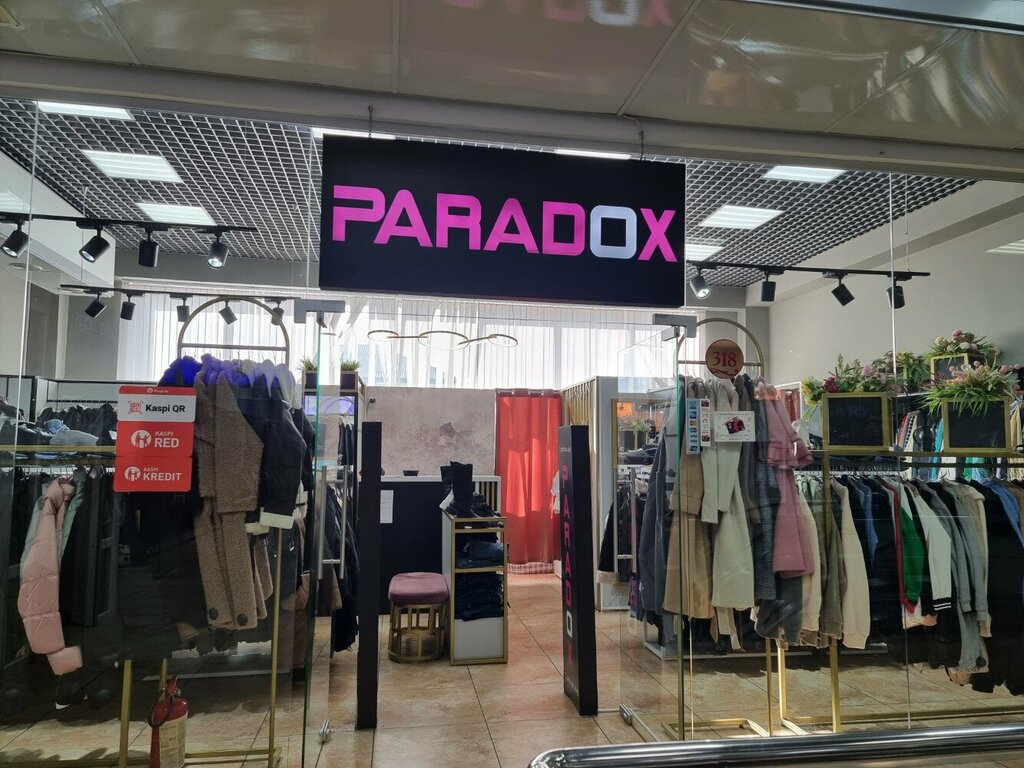 PARADOX
318
Kaspi QR
KASPI
RED
KASPI
KREDIT
PARADOX